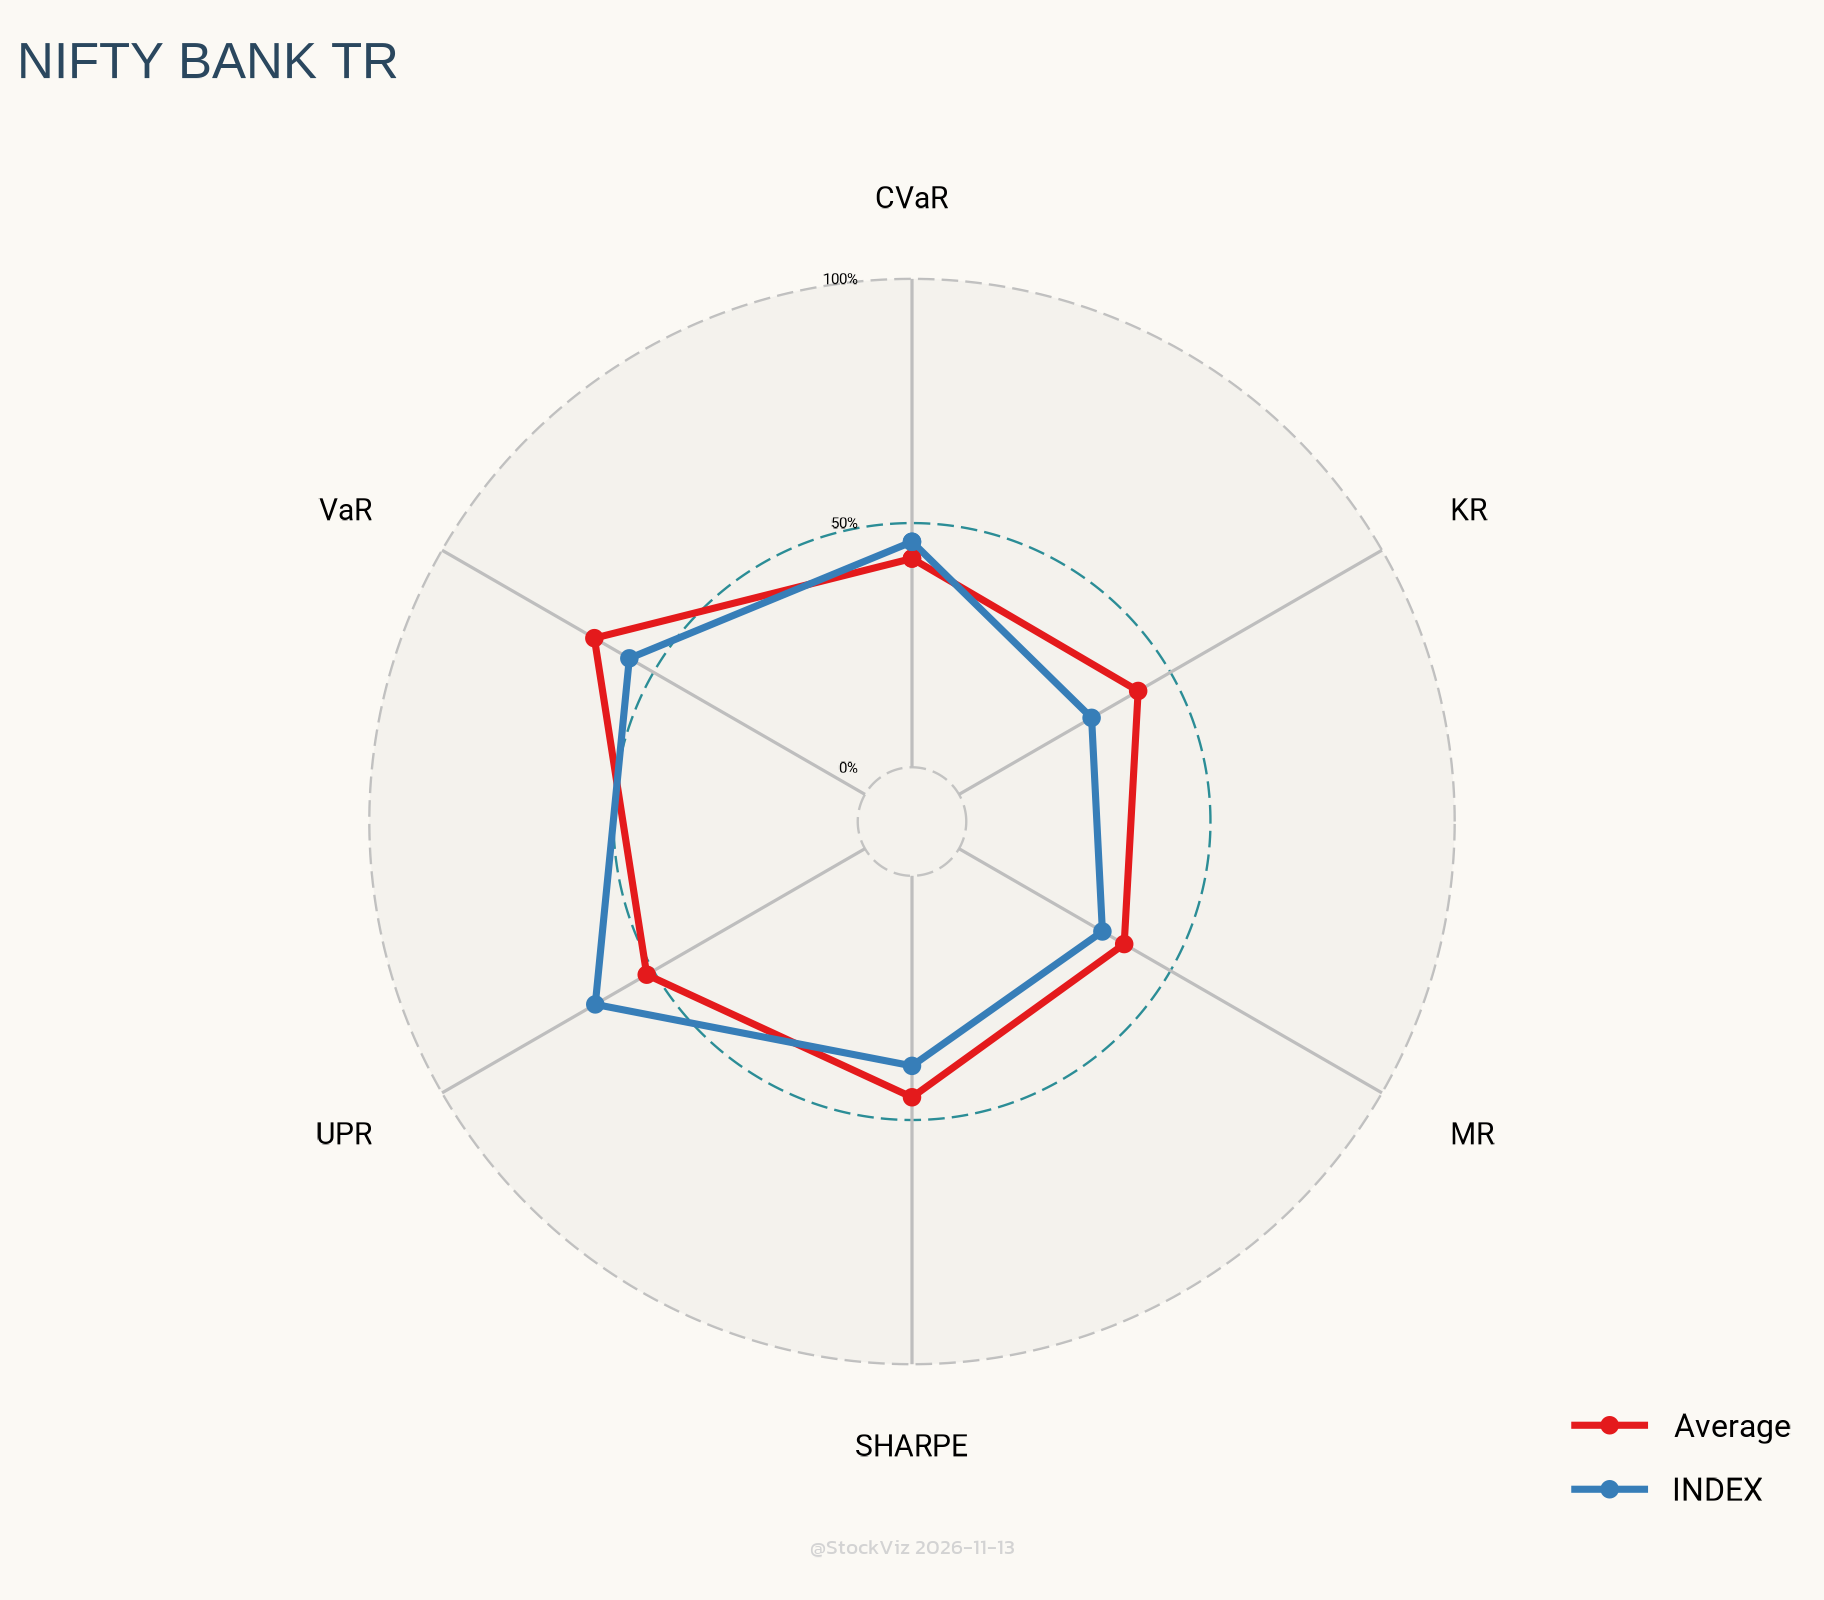 NIFTY BANK TR
CVaR
100%
VaR
KR
50%
0%
UPR
MR
SHARPE
Average
INDEX
@StockViz 2026-11-13